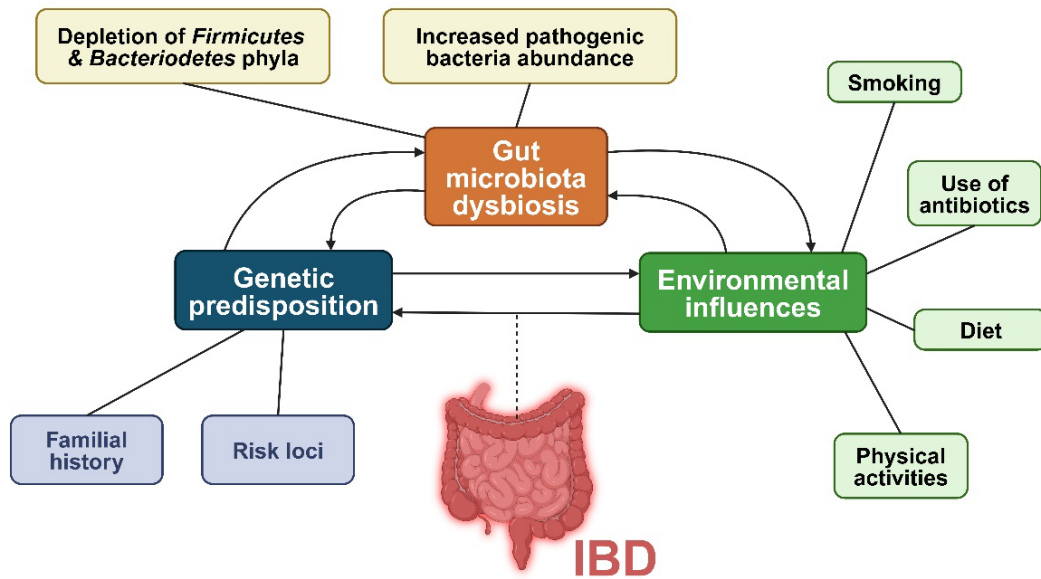 Depletion of Firmicutes
& Bacteriodetes phyla
Increased pathogenic
bacteria abundance
Smoking
Gut
microbiota
dysbiosis
Use of
antibiotics
Genetic
predisposition
Environmental
influences
Diet
Familial
history
Risk loci
Physical
activities
IBD